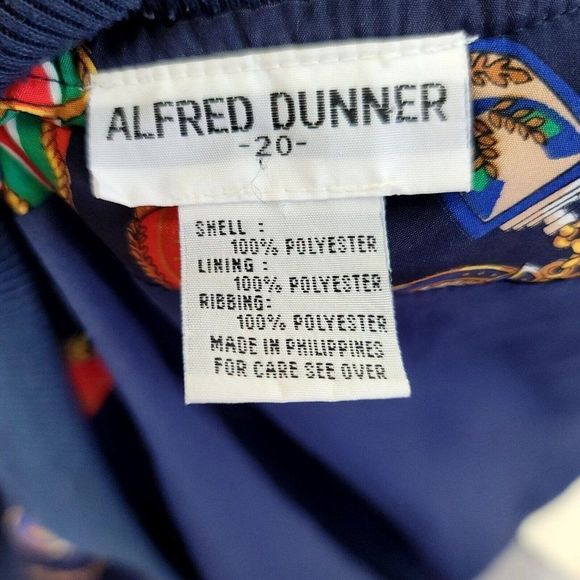 ALFRED DUNNER
-20-
SHELL :
100% POLYESTER
LINING :
100% POLYESTER
RIBBING:
100% POLYESTER
MADE IN PHILIPPINES
FOR CARE SEE OVER